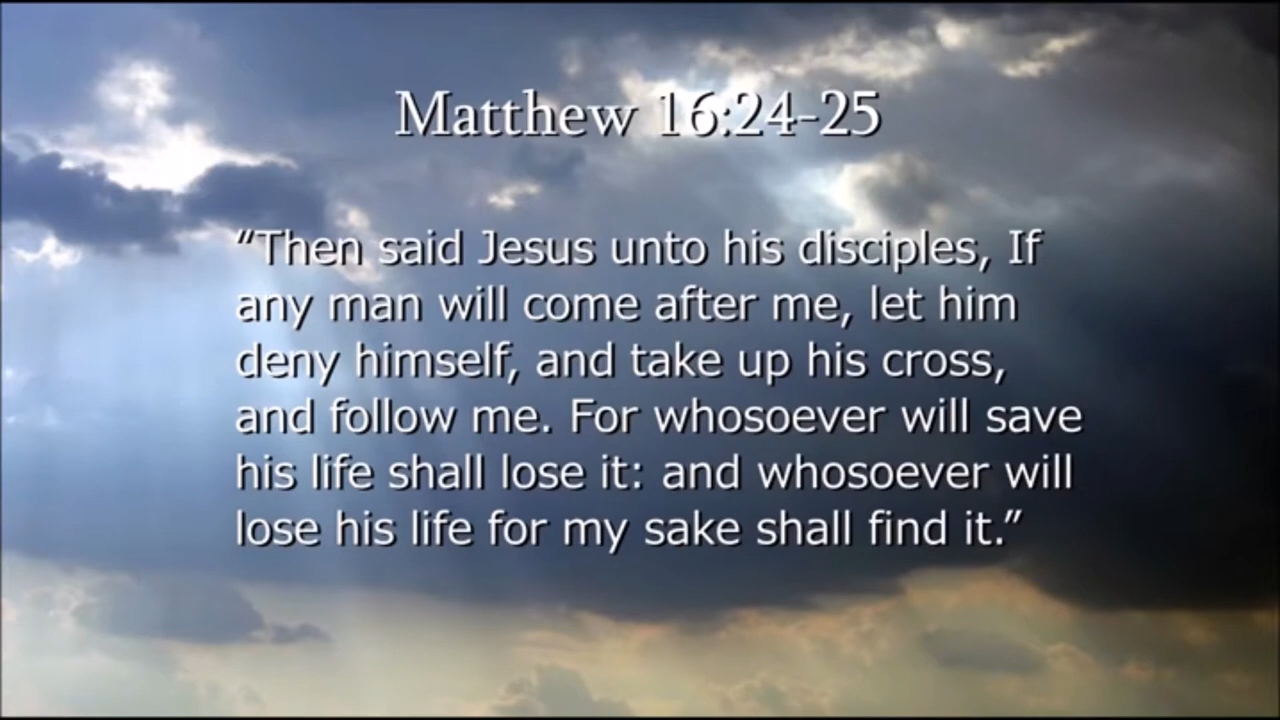 Matthew 16:24-25
"Then said Jesus unto his disciples, If
any man will come after me, let him
deny himself, and take up his cross,
and follow me. For whosoever will save
his life shall lose it: and whosoever will
lose his life for my sake shall find it."